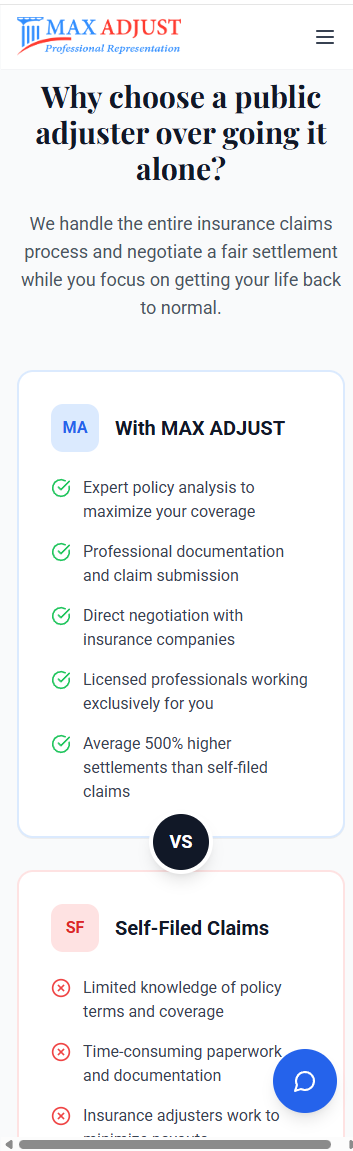 MAX ADJUST
Professional Representation
Why choose a public
adjuster over going it
alone?
We handle the entire insurance claims
process and negotiate a fair settlement
while you focus on getting your life back
to normal.
MA
With MAX ADJUST
Expert policy analysis to
maximize your coverage
Professional documentation
and claim submission
Direct negotiation with
insurance companies
Licensed professionals working
exclusively for you
Average 500% higher
settlements than self-filed
claims
VS
SF
Self-Filed Claims
Limited knowledge of policy
terms and coverage
Time-consuming paperwork
and documentation
Insurance adjusters work to
minimize payouts